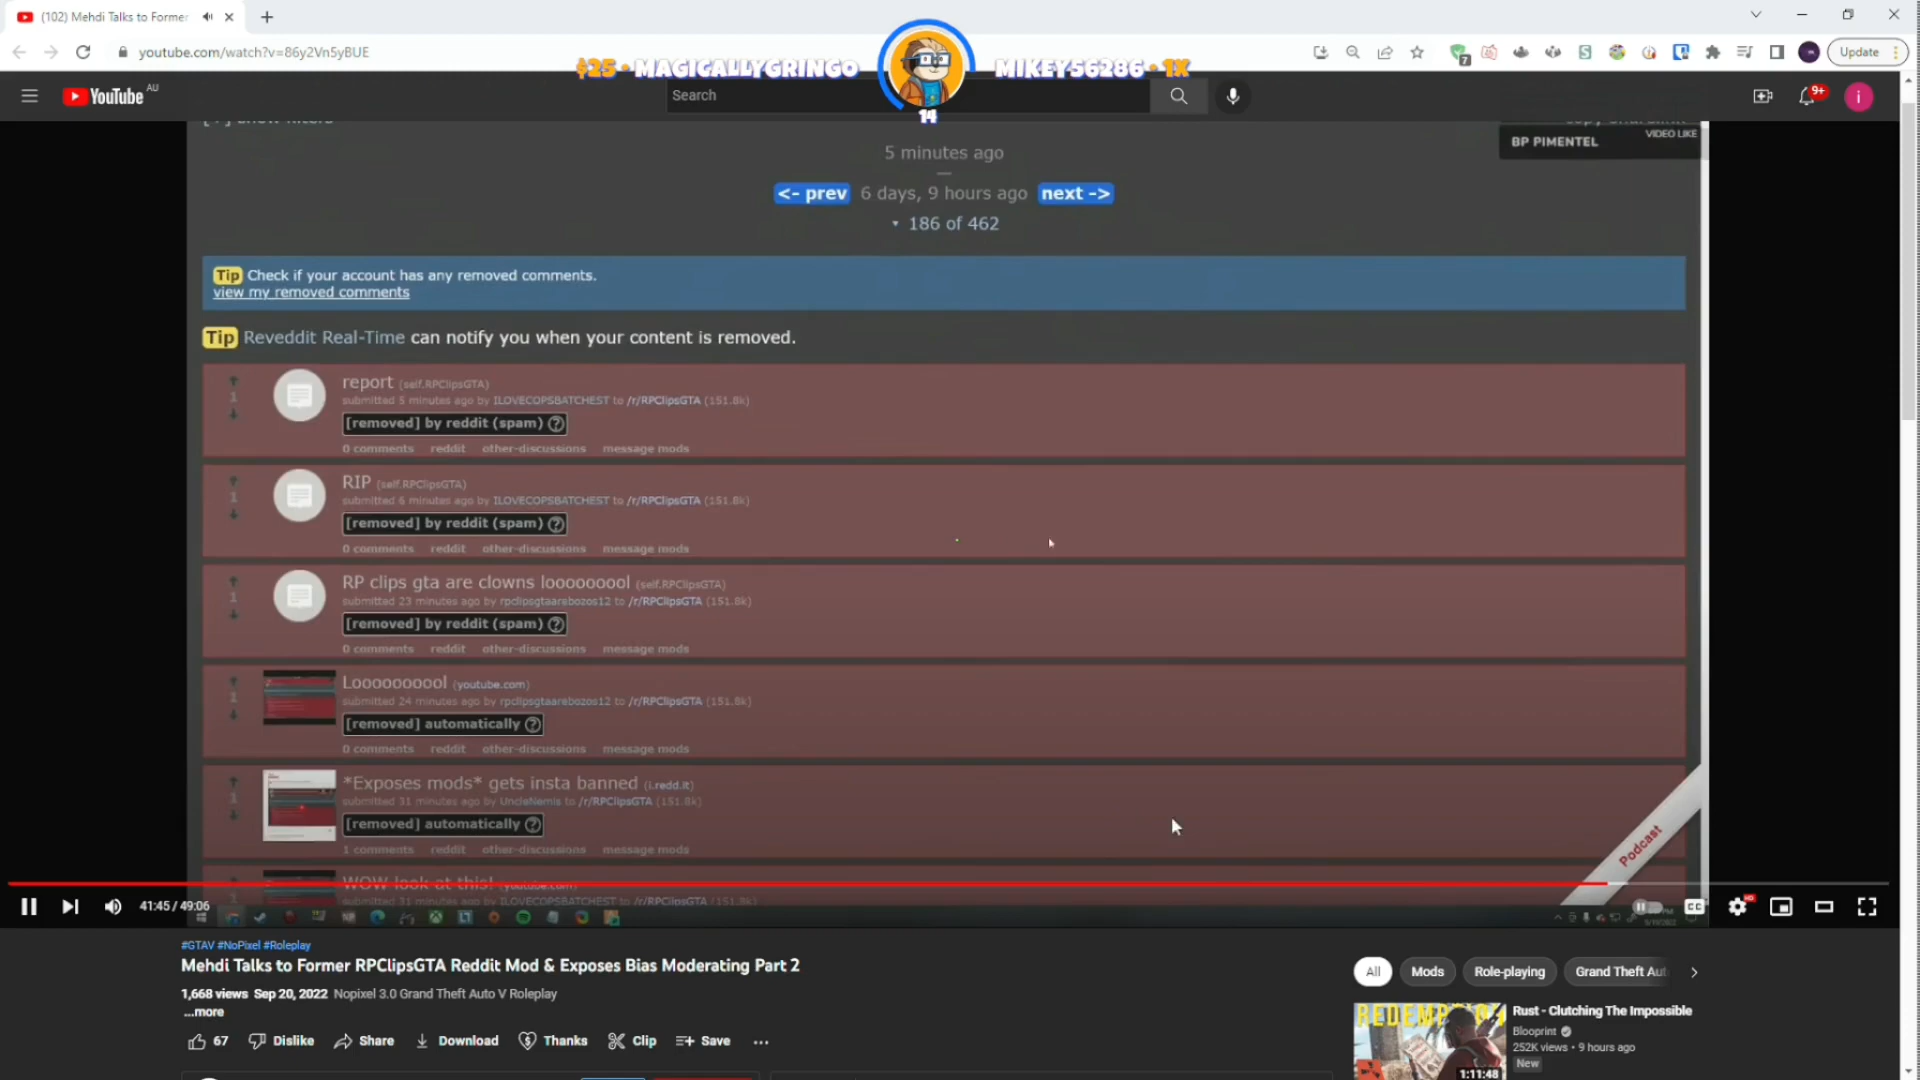 (102) Mehdi Talks to Former
youtube.com/watch?v=86y2Vn5yBUE
Update
7
$25 • MAGICALLYGRINGO
MIKEY56286 • 1X
14
YouTube AU
Search
9+
i
BP PIMENTEL
VIDEO LIKE
5 minutes ago
<- prev 6 days, 9 hours ago next ->
186 of 462
Tip Check if your account has any removed comments.
view my removed comments
Tip Reveddit Real-Time can notify you when your content is removed.
1
report (self.RPClipsGTA)
submitted 5 minutes ago by ILOVECOPSBATCHEST to /r/RPClipsGTA (151.8k)
[removed] by reddit (spam) ?
0 comments reddit other-discussions message mods
1
RIP (self.RPClipsGTA)
submitted 6 minutes ago by ILOVECOPSBATCHEST to /r/RPClipsGTA (151.8k)
[removed] by reddit (spam) ?
0 comments reddit other-discussions message mods
1
RP clips gta are clowns looooooool (self.RPClipsGTA)
submitted 23 minutes ago by rpclipsgtaarebozos12 to /r/RPClipsGTA (151.8k)
[removed] by reddit (spam) ?
0 comments reddit other-discussions message mods
1
Loooooooool (youtube.com)
submitted 24 minutes ago by rpclipsgtaarebozos12 to /r/RPClipsGTA (151.8k)
[removed] automatically ?
0 comments reddit other-discussions message mods
1
*Exposes mods* gets insta banned (i.redd.it)
submitted 31 minutes ago by UncleNemis to /r/RPClipsGTA (151.8k)
[removed] automatically ?
1 comments reddit other-discussions message mods
Podcast
WOW look at this! (youtube.com)
submitted 31 minutes ago by rpclipsgtaarebozos12 to /r/RPClipsGTA (151.8k)
41:45 / 49:06
CC
HD
#GTAV #NoPixel #Roleplay
Mehdi Talks to Former RPClipsGTA Reddit Mod & Exposes Bias Moderating Part 2
1,668 views Sep 20, 2022 Nopixel 3.0 Grand Theft Auto V Roleplay
...more
67 Dislike Share Download Thanks Clip Save
All Mods Role-playing Grand Theft Aut
REDEMPTION
Rust - Clutching The Impossible
Blooprint
252K views • 9 hours ago
New
1:11:48